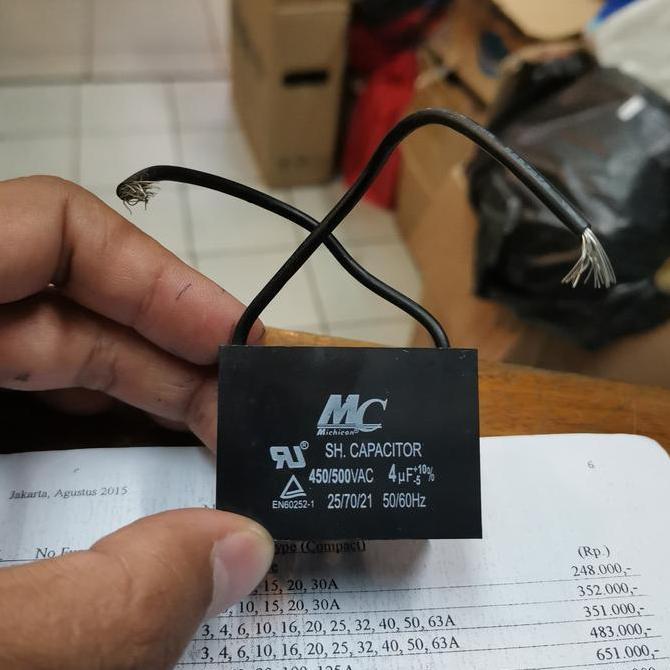 MC
Michicon
RU®
SH. CAPACITOR
450/500VAC 4µF+10%-5
EN60252-1 25/70/21 50/60Hz
6
Jakarta, Agustus 2015
(Compact) (Rp.)
248.000,-
15, 20, 30A 352.000,-
10, 15, 20, 30A 351.000,-
3, 4, 6, 10, 16, 20, 25, 32, 40, 50, 63A 483.000,-
3, 4, 6, 10, 16, 20, 25, 32, 40, 50, 63A 651.000,-